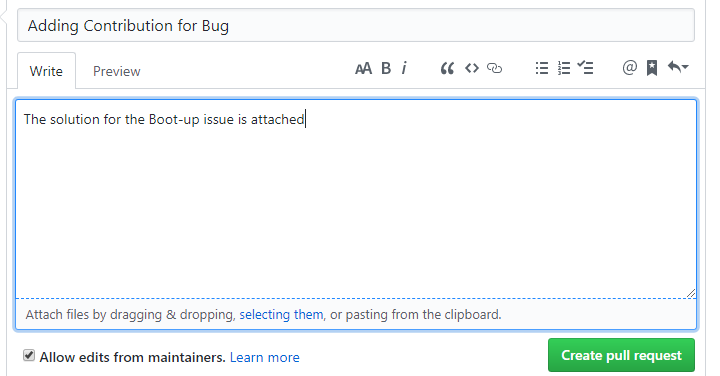 Adding Contribution for Bug
Write Preview AA B i @
The solution for the Boot-up issue is attached
Attach files by dragging & dropping, selecting them, or pasting from the clipboard.
Allow edits from maintainers. Learn more Create pull request